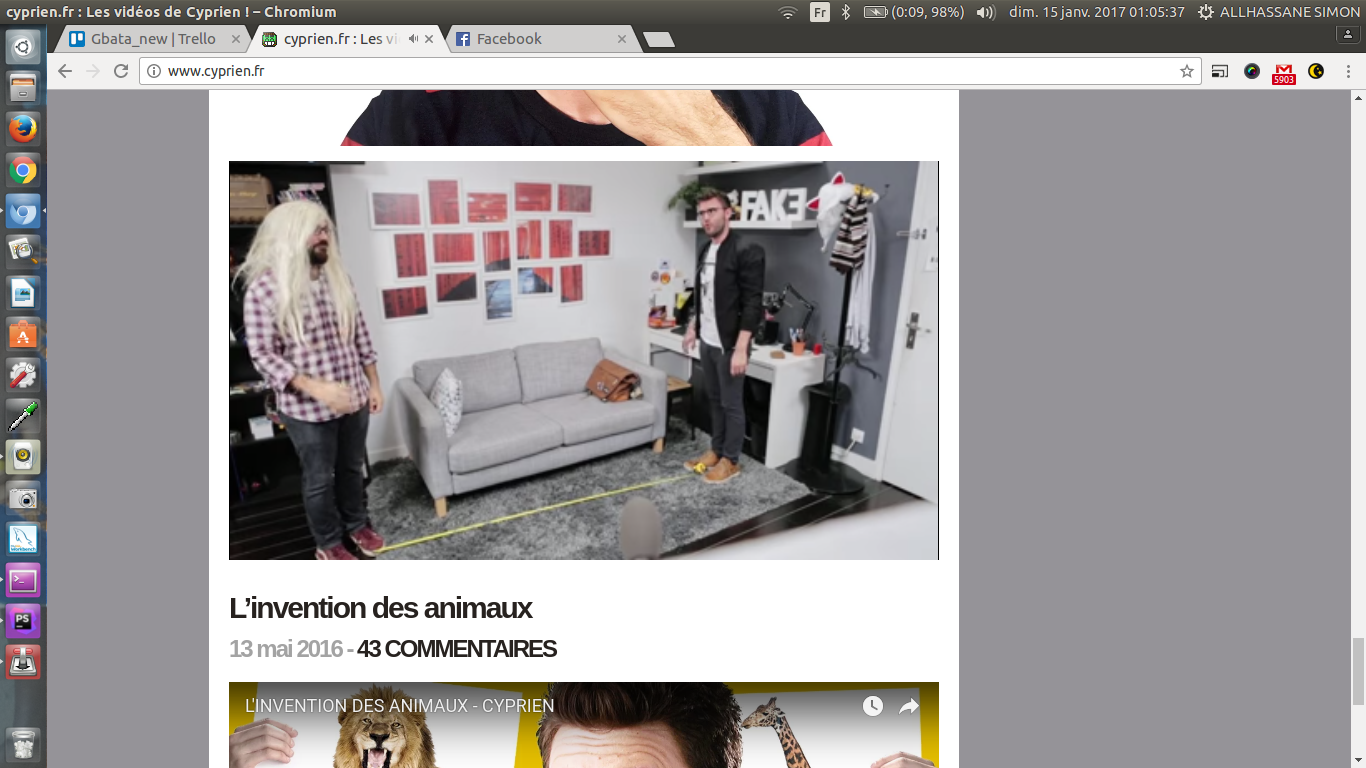 cyprien.fr : Les vidéos de Cyprien ! – Chromium
Fr
(0:09, 98%)
dim. 15 janv. 2017 01:05:37
ALLHASSANE SIMON
Gbata_new | Trello
cyprien.fr : Les vi
Facebook
www.cyprien.fr
5903
FAKE
L'invention des animaux
13 mai 2016 - 43 COMMENTAIRES
L'INVENTION DES ANIMAUX - CYPRIEN
PS